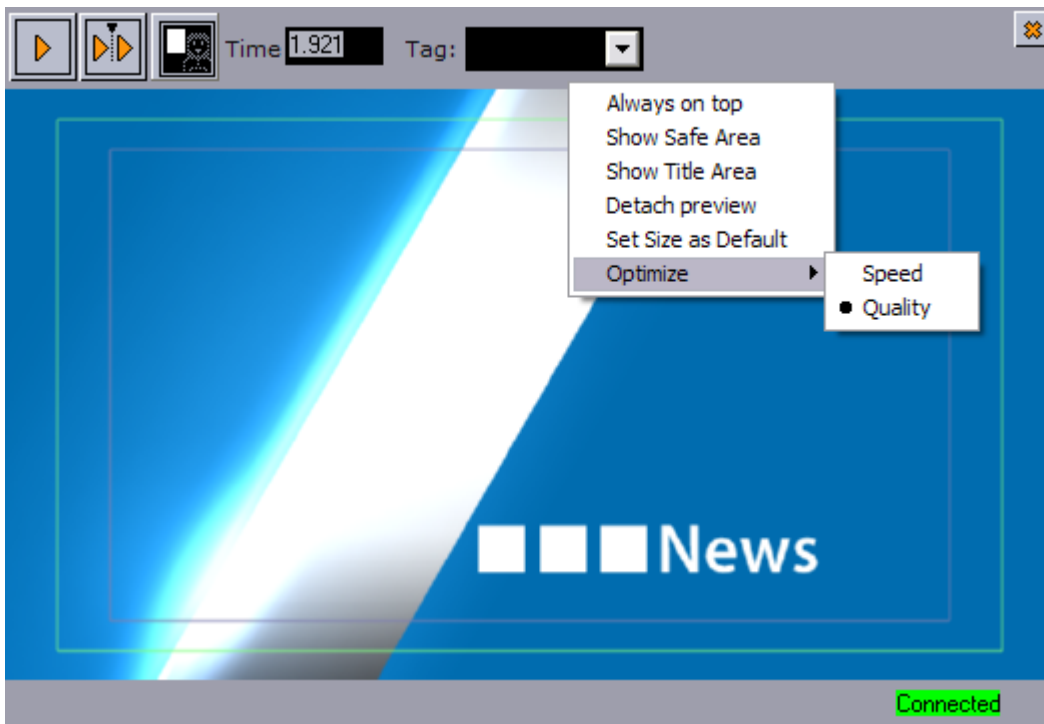 Time 1.921 Tag:
Always on top
Show Safe Area
Show Title Area
Detach preview
Set Size as Default
Optimize
Speed
Quality
News
Connected